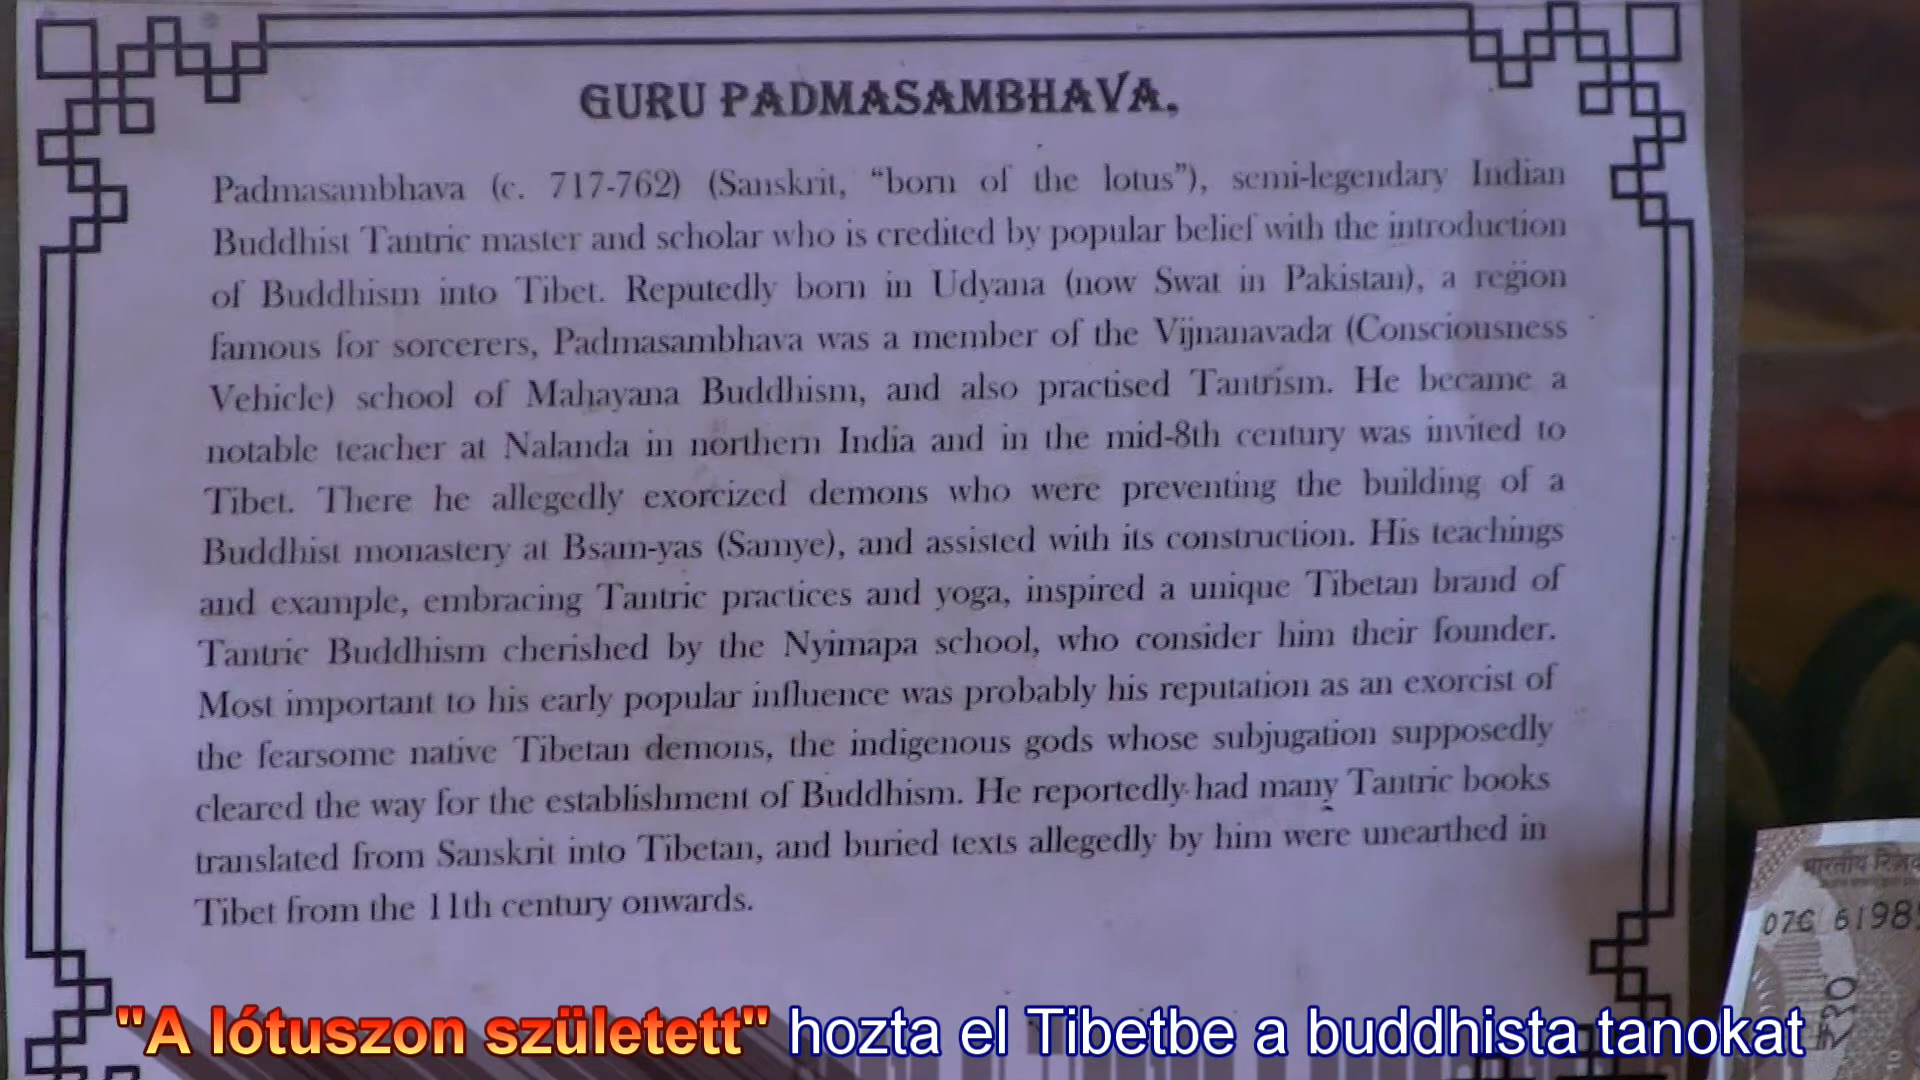 GURU PADMASAMBHAVA,
Padmasambhava (c. 717-762) (Sanskrit, “born of the lotus”), semi-legendary Indian
Buddhist Tantric master and scholar who is credited by popular belief with the introduction
of Buddhism into Tibet. Reputedly born in Udyana (now Swat in Pakistan), a region
famous for sorcerers, Padmasambhava was a member of the Vijnanavada (Consciousness
Vehicle) school of Mahayana Buddhism, and also practised Tantrism. He became a
notable teacher at Nalanda in northern India and in the mid-8th century was invited to
Tibet. There he allegedly exorcized demons who were preventing the building of a
Buddhist monastery at Bsam-yas (Samye), and assisted with its construction. His teachings
and example, embracing Tantric practices and yoga, inspired a unique Tibetan brand of
Tantric Buddhism cherished by the Nyimapa school, who consider him their founder.
Most important to his early popular influence was probably his reputation as an exorcist of
the fearsome native Tibetan demons, the indigenous gods whose subjugation supposedly
cleared the way for the establishment of Buddhism. He reportedly had many Tantric books
translated from Sanskrit into Tibetan, and buried texts allegedly by him were unearthed in
Tibet from the 11th century onwards.
भारतीय
07C 6198
₹10
10
"A lótuszon született" hozta el Tibetbe a buddhista tanokat